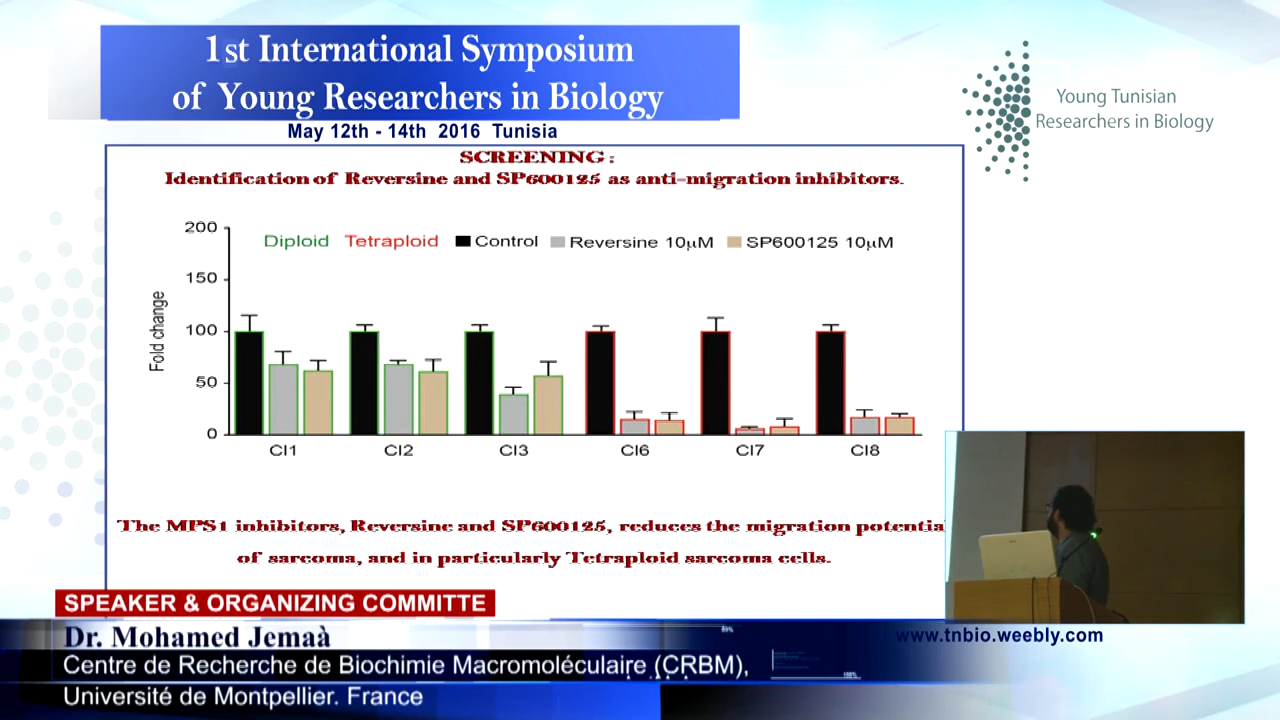 1st International Symposium
of Young Researchers in Biology
May 12th - 14th 2016 Tunisia
Young Tunisian
Researchers in Biology
SCREENING :
Identification of Reversine and SP600125 as anti-migration inhibitors.
200
Diploid Tetraploid Control Reversine 10µM SP600125 10µM
150
100
50
0
Fold change
Cl1 Cl2 Cl3 Cl6 Cl7 Cl8
The MPS1 inhibitors, Reversine and SP600125, reduces the migration potentia
of sarcoma, and in particularly Tetraploid sarcoma cells.
SPEAKER & ORGANIZING COMMITTE
Dr. Mohamed Jemaà
www.tnbio.weebly.com
Centre de Recherche de Biochimie Macromoléculaire (CRBM),
Université de Montpellier. France
89%
100%